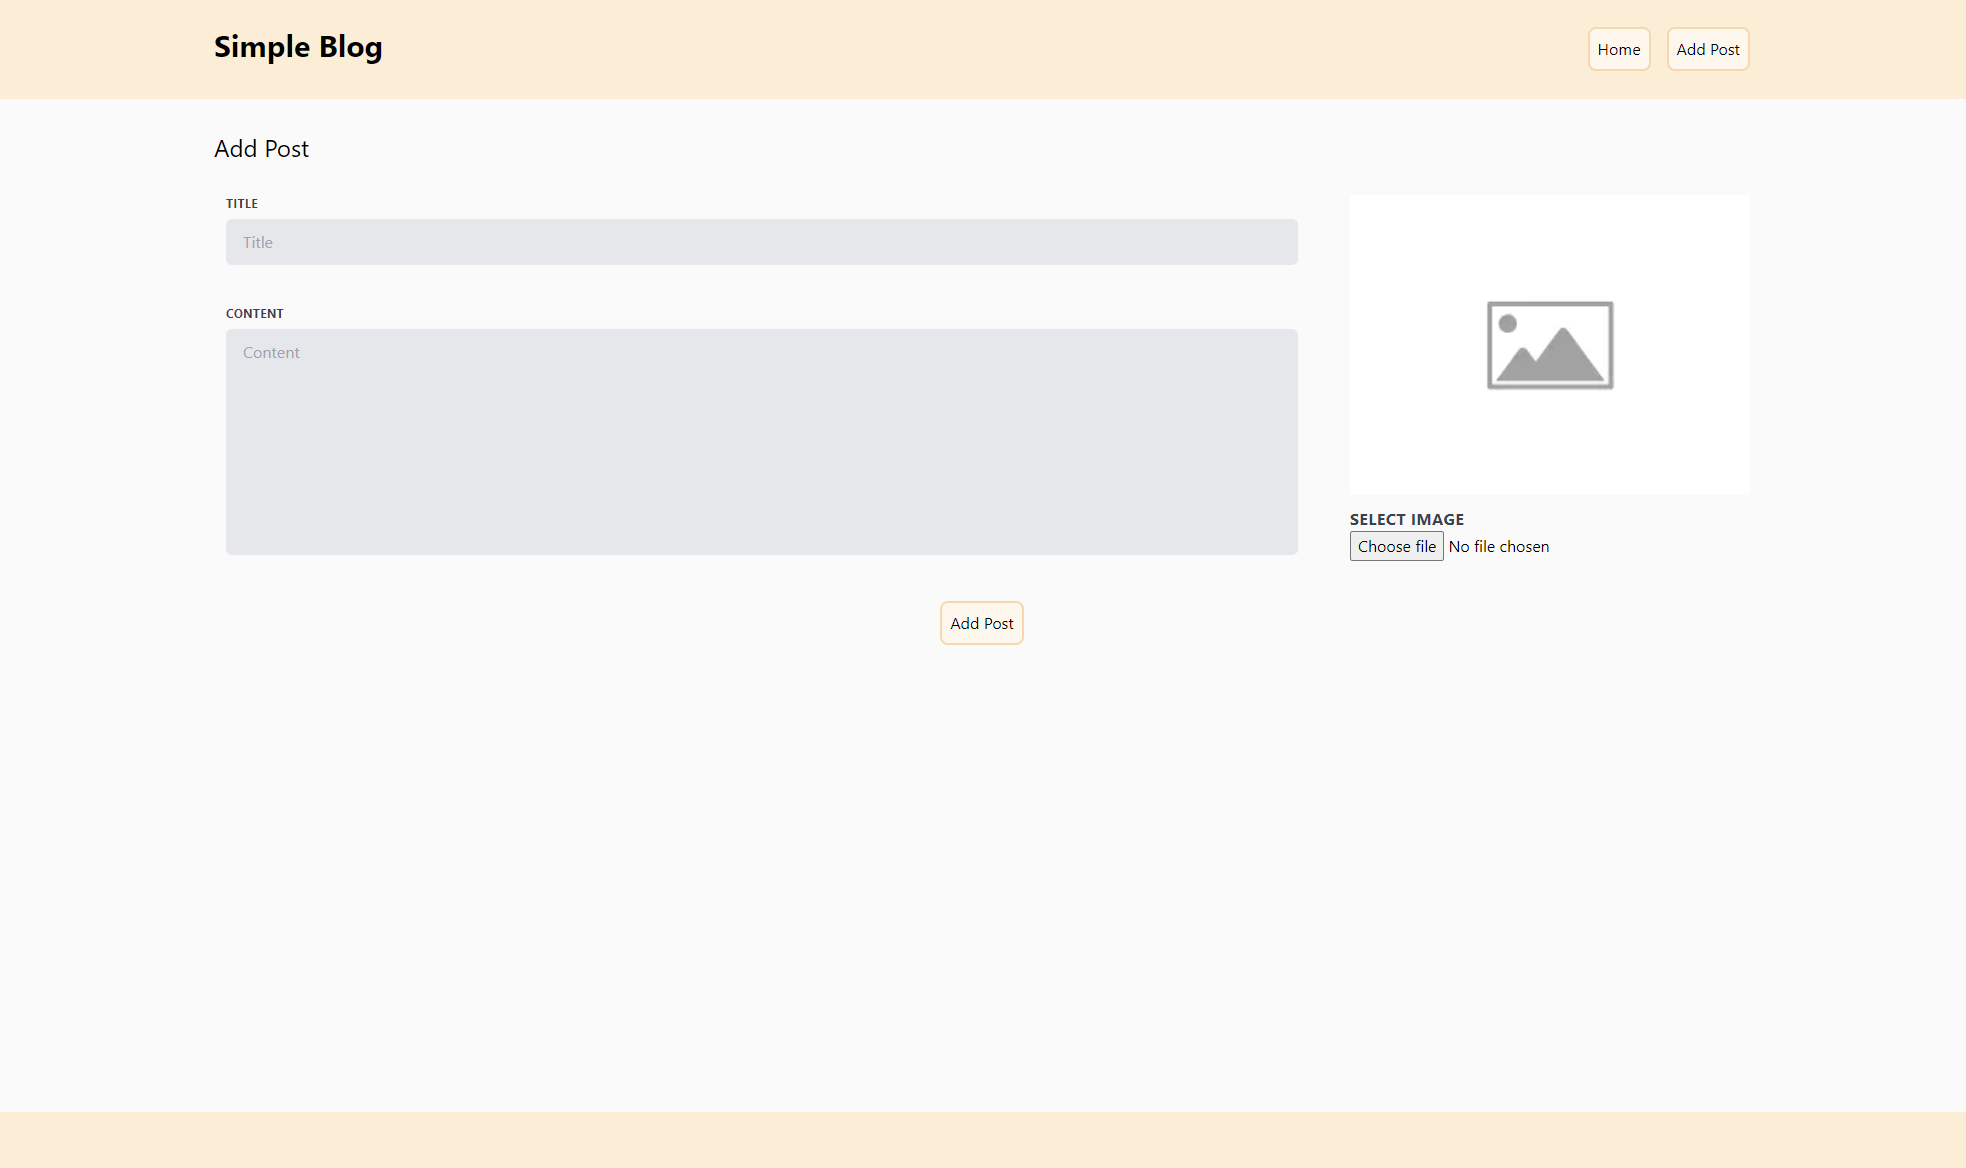 Simple Blog
Home
Add Post
Add Post
TITLE
Title
CONTENT
Content
SELECT IMAGE
Choose file No file chosen
Add Post